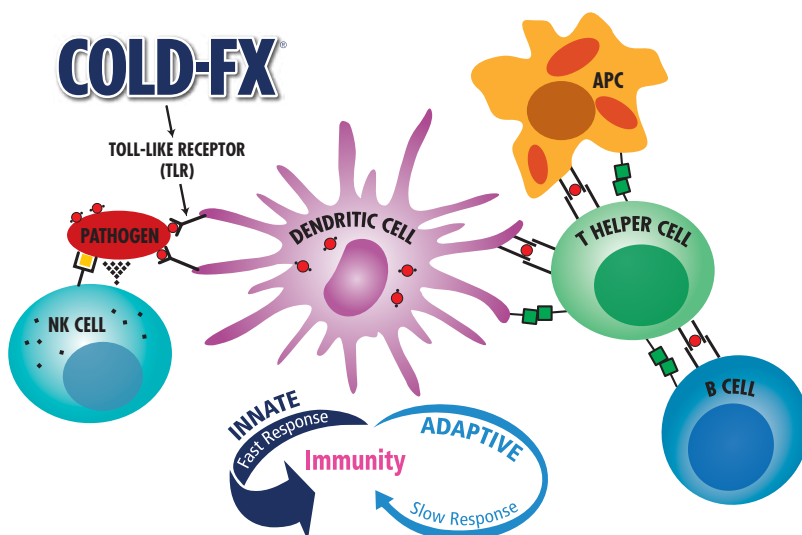 COLD-FX®
TOLL-LIKE RECEPTOR
(TLR)
PATHOGEN
NK CELL
DENDRITIC CELL
APC
T HELPER CELL
B CELL
INNATE
Fast Response
Immunity
ADAPTIVE
Slow Response